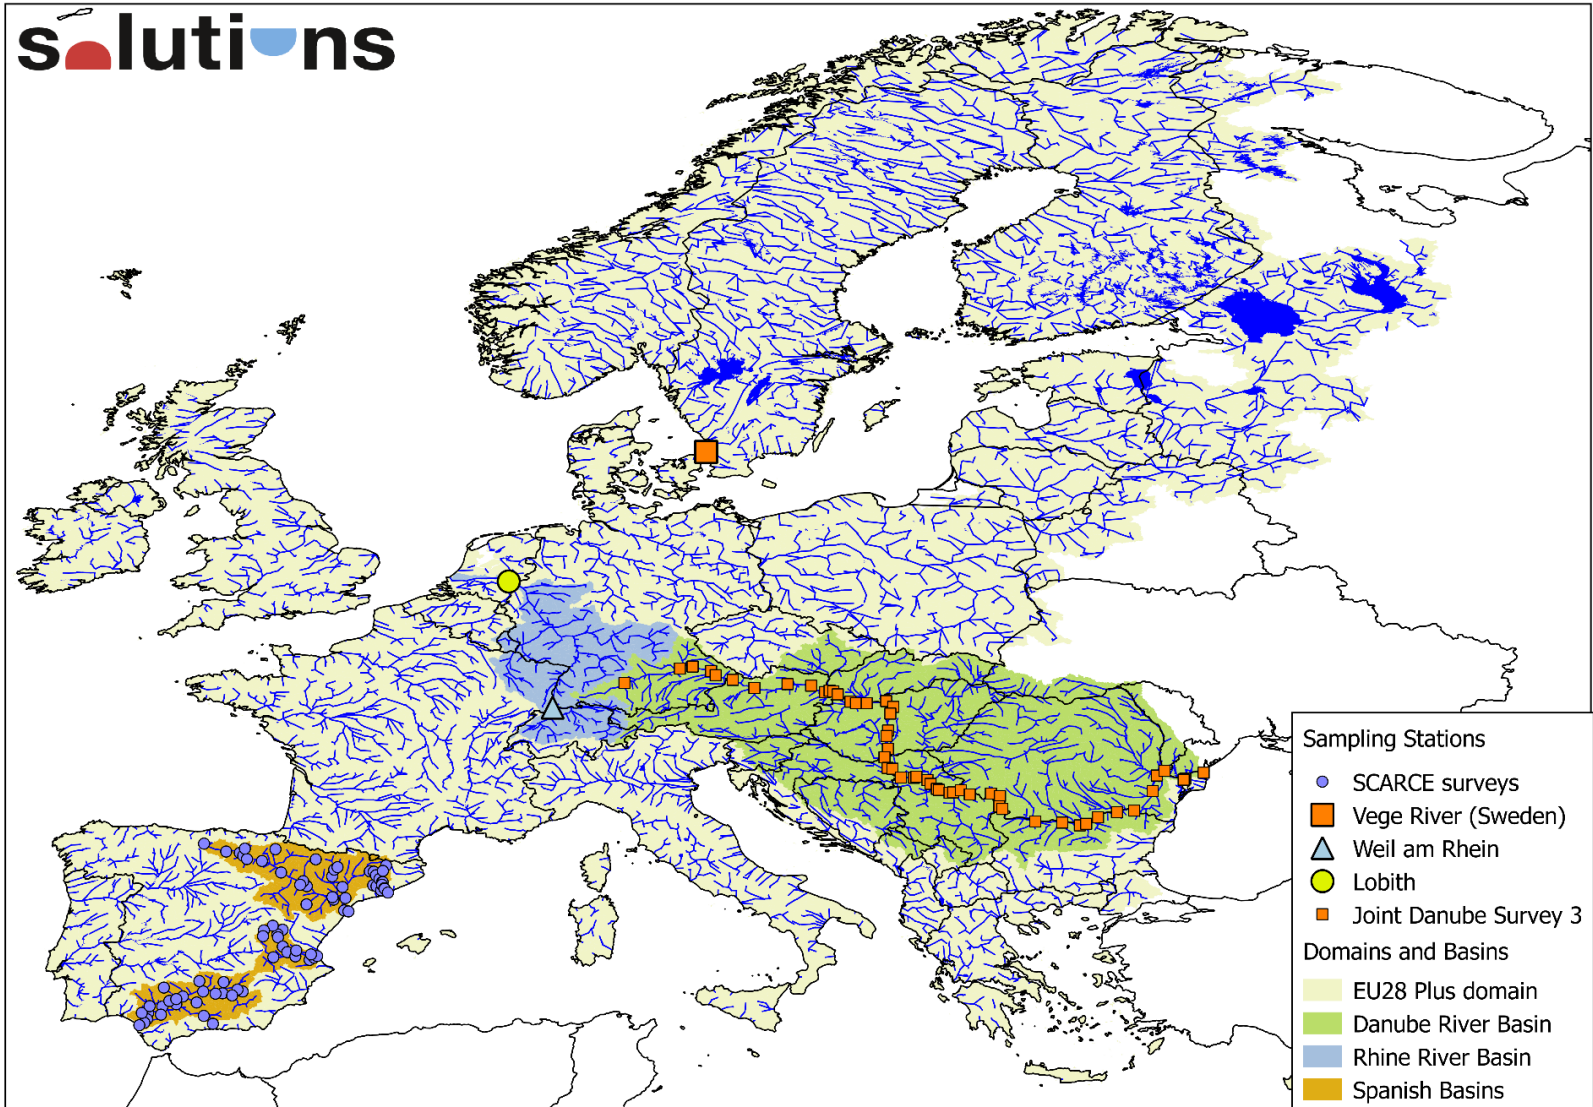 solutions
Sampling Stations
SCARCE surveys
Vege River (Sweden)
Weil am Rhein
Lobith
Joint Danube Survey 3
Domains and Basins
EU28 Plus domain
Danube River Basin
Rhine River Basin
Spanish Basins